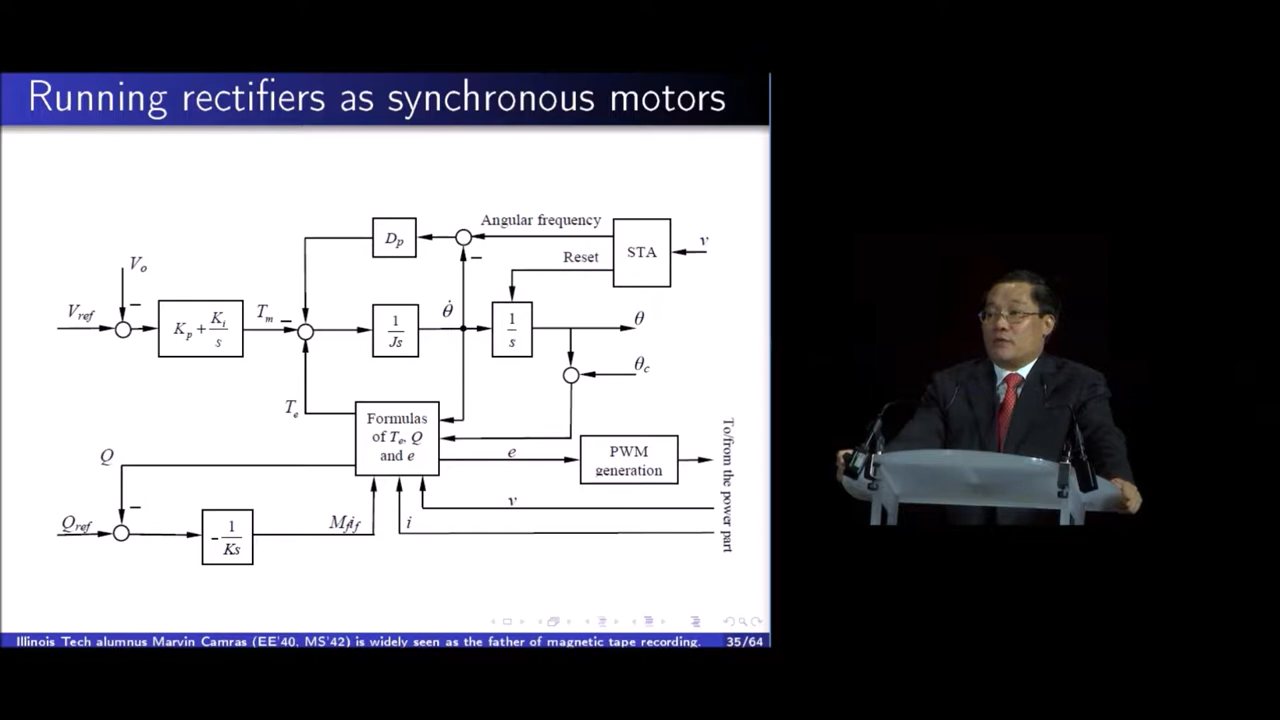 Running rectifiers as synchronous motors
Angular frequency
Dp
STA
v
Reset
Vo
Vref
Kp + Ki/s
Tm
1/Js
θ̇
1/s
θ
θc
Te
Formulas
of Te, Q
and e
Q
e
PWM
generation
To/from the power part
v
Qref
-1/Ks
Mf if
i
Illinois Tech alumnus Marvin Camras (EE'40, MS'42) is widely seen as the father of magnetic tape recording. 35/64